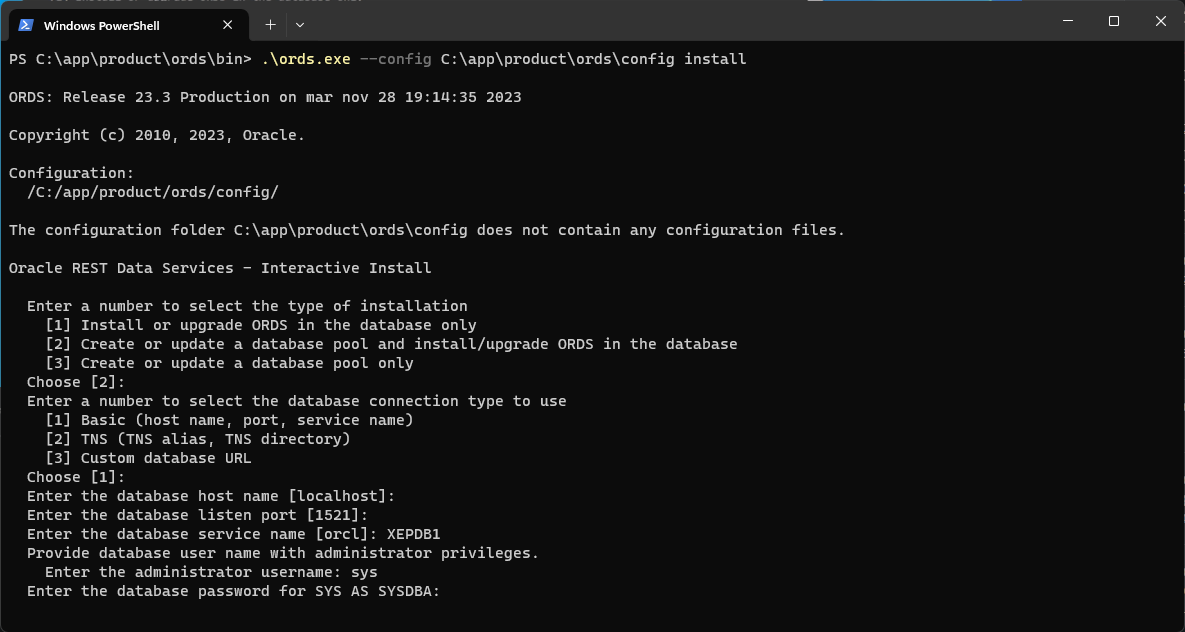 Windows PowerShell
PS C:\app\product\ords\bin> .\ords.exe --config C:\app\product\ords\config install
ORDS: Release 23.3 Production on mar nov 28 19:14:35 2023
Copyright (c) 2010, 2023, Oracle.
Configuration:
/C:/app/product/ords/config/
The configuration folder C:\app\product\ords\config does not contain any configuration files.
Oracle REST Data Services - Interactive Install
Enter a number to select the type of installation
[1] Install or upgrade ORDS in the database only
[2] Create or update a database pool and install/upgrade ORDS in the database
[3] Create or update a database pool only
Choose [2]:
Enter a number to select the database connection type to use
[1] Basic (host name, port, service name)
[2] TNS (TNS alias, TNS directory)
[3] Custom database URL
Choose [1]:
Enter the database host name [localhost]:
Enter the database listen port [1521]:
Enter the database service name [orcl]: XEPDB1
Provide database user name with administrator privileges.
Enter the administrator username: sys
Enter the database password for SYS AS SYSDBA: